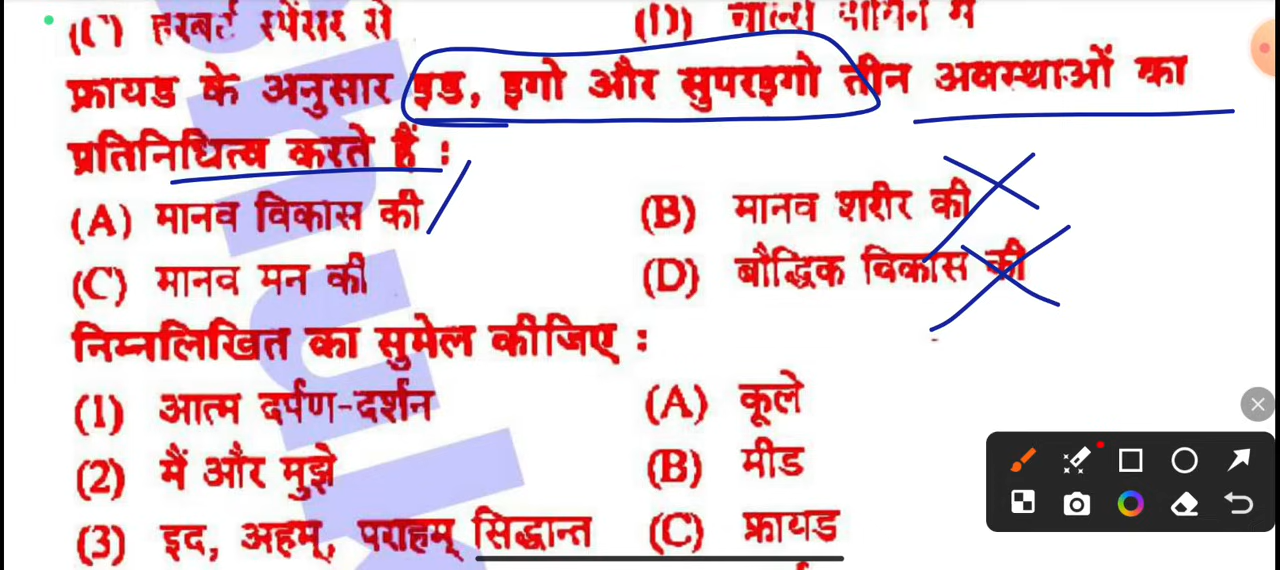 (C) हरबर्ट स्पेंसर से (D)
फ्रायड के अनुसार इड, इगो और सुपरइगो तीन अवस्थाओं का
प्रतिनिधित्व करते हैं :
(A) मानव विकास की (B) मानव शरीर की
(C) मानव मन की (D) बौद्धिक विकास की
निम्नलिखित का सुमेल कीजिए :
(1) आत्म दर्पण-दर्शन (A) कूले
(2) मैं और मुझे (B) मीड
(3) इद, अहम्, पराहम् सिद्धान्त (C) फ्रायड